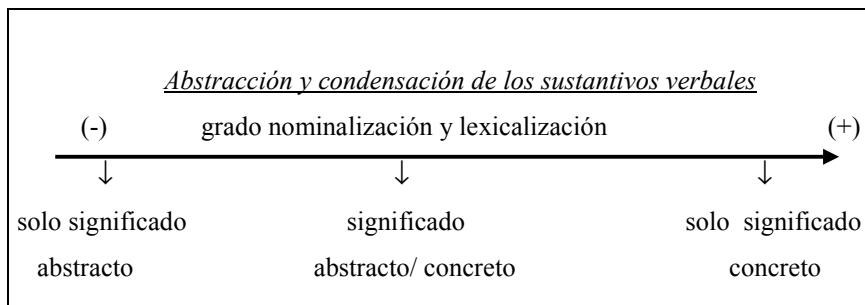 Abstracción y condensación de los sustantivos verbales
(-) grado nominalización y lexicalización (+)
↓ ↓ ↓
solo significado significado solo significado
abstracto abstracto/ concreto concreto